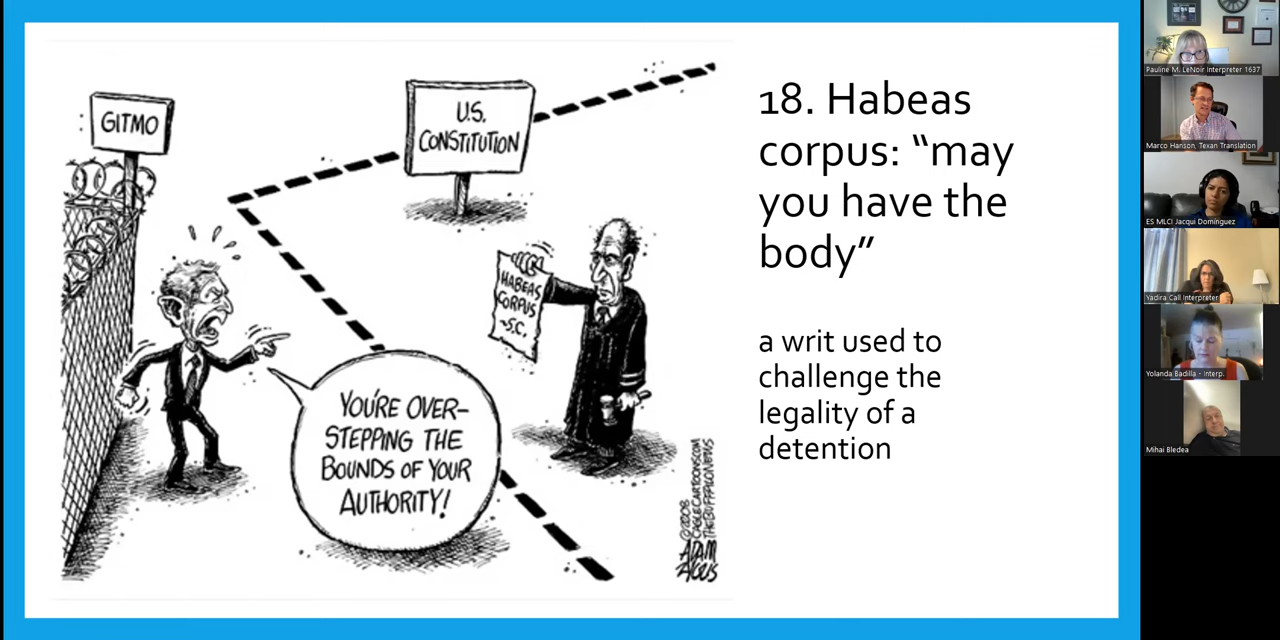 GITMO
U.S.
CONSTITUTION
HABEAS
CORPUS
-S.C.
YOU'RE OVER-
STEPPING THE
BOUNDS OF YOUR
AUTHORITY!
©2008
CAGLECARTOONS.COM
THE BUFFALO NEWS
ADAM
ZYGLIS
18. Habeas
corpus: “may
you have the
body”
a writ used to
challenge the
legality of a
detention
Pauline M. LeNoir Interpreter 1637
Marco Hanson, Texan Translation
ES MLCI Jacqui Domínguez
Yadira Call Interpreter
Yolanda Badilla - Interp.
Mihai Bledea